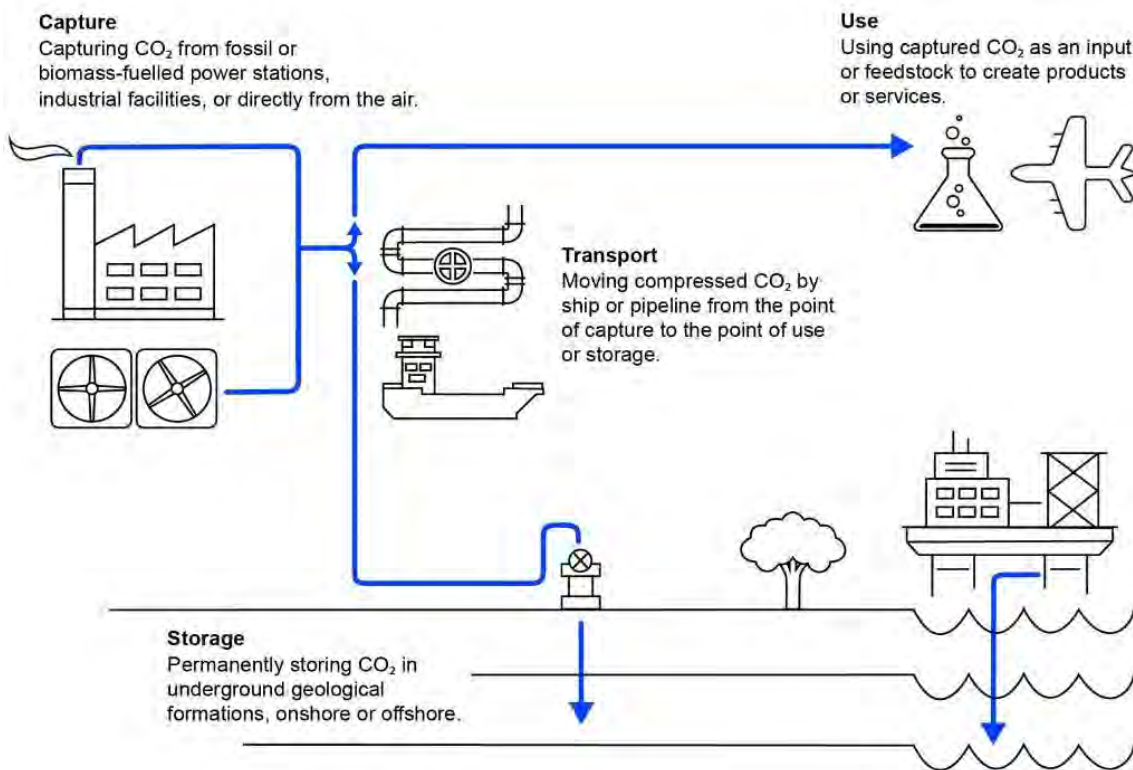 Capture
Capturing CO₂ from fossil or
biomass-fuelled power stations,
industrial facilities, or directly from the air.
Use
Using captured CO₂ as an input
or feedstock to create products
or services.
Transport
Moving compressed CO₂ by
ship or pipeline from the point
of capture to the point of use
or storage.
Storage
Permanently storing CO₂ in
underground geological
formations, onshore or offshore.